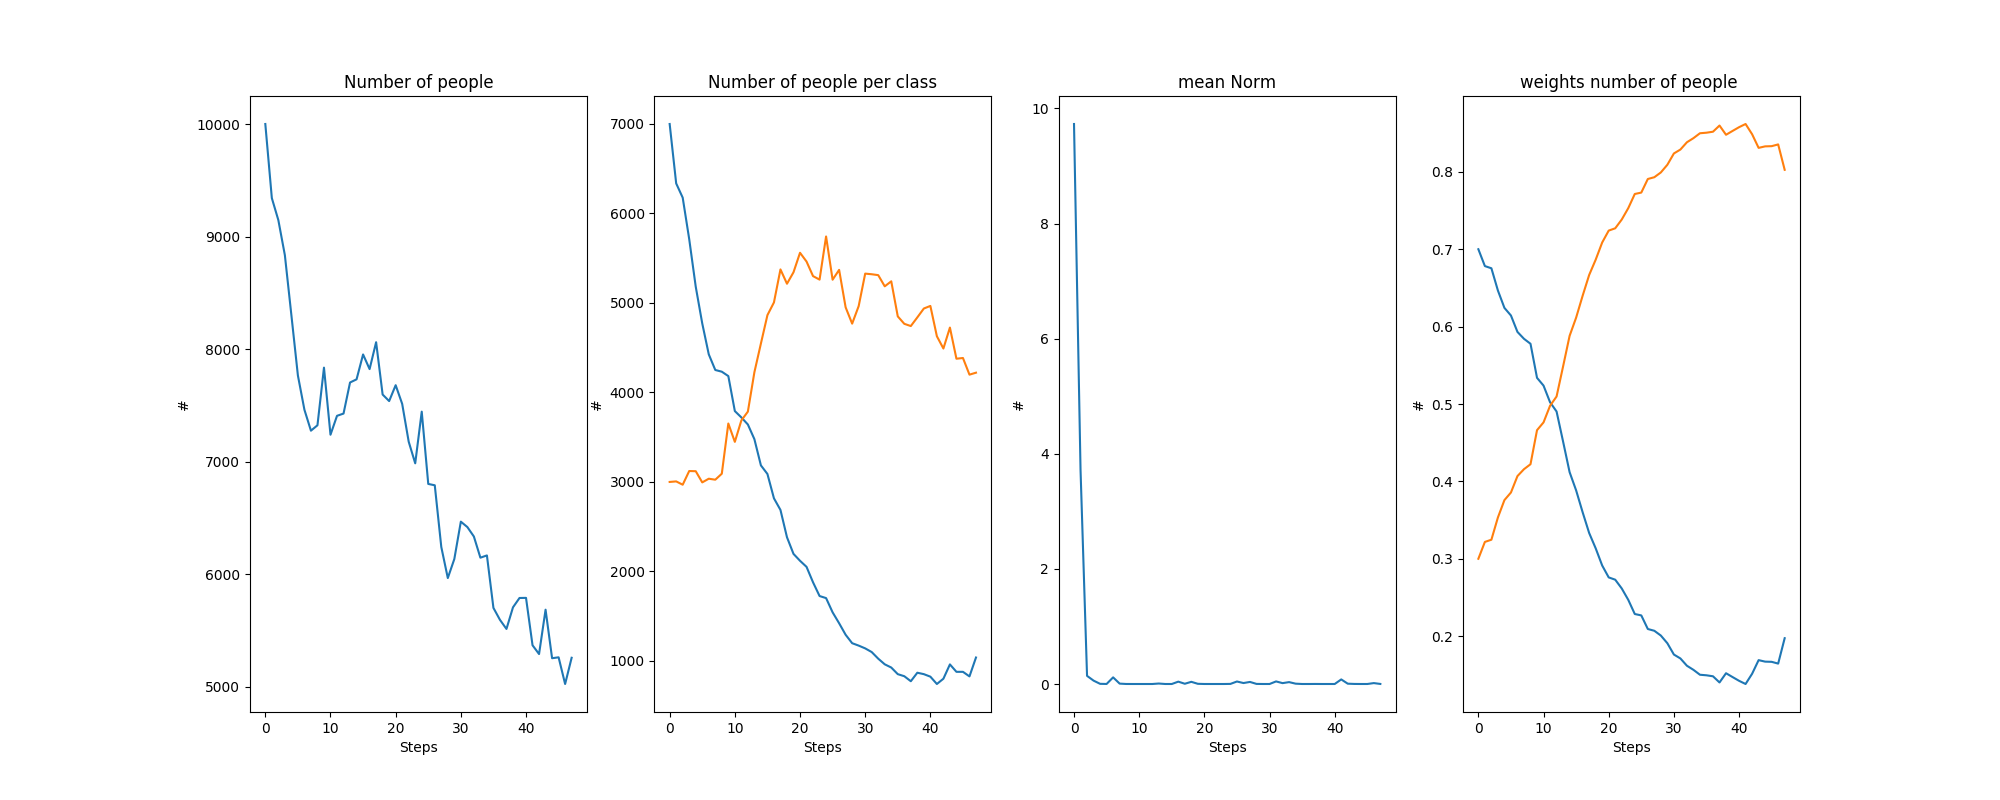 Number of people
10000
9000
8000
7000
6000
5000
#
0 10 20 30 40
Steps
Number of people per class
7000
6000
5000
4000
3000
2000
1000
#
0 10 20 30 40
Steps
mean Norm
10
8
6
4
2
0
#
0 10 20 30 40
Steps
weights number of people
0.8
0.7
0.6
0.5
0.4
0.3
0.2
#
0 10 20 30 40
Steps